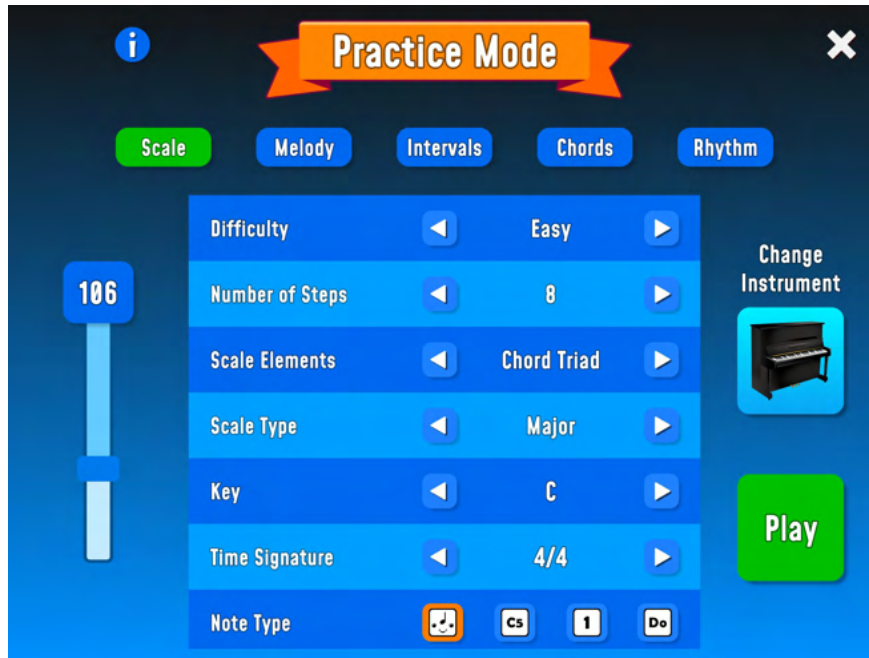 i
Practice Mode
Scale
Melody
Intervals
Chords
Rhythm
106
Difficulty
Easy
Number of Steps
8
Scale Elements
Chord Triad
Scale Type
Major
Key
C
Time Signature
4/4
Note Type
C5
1
Do
Change
Instrument
Play